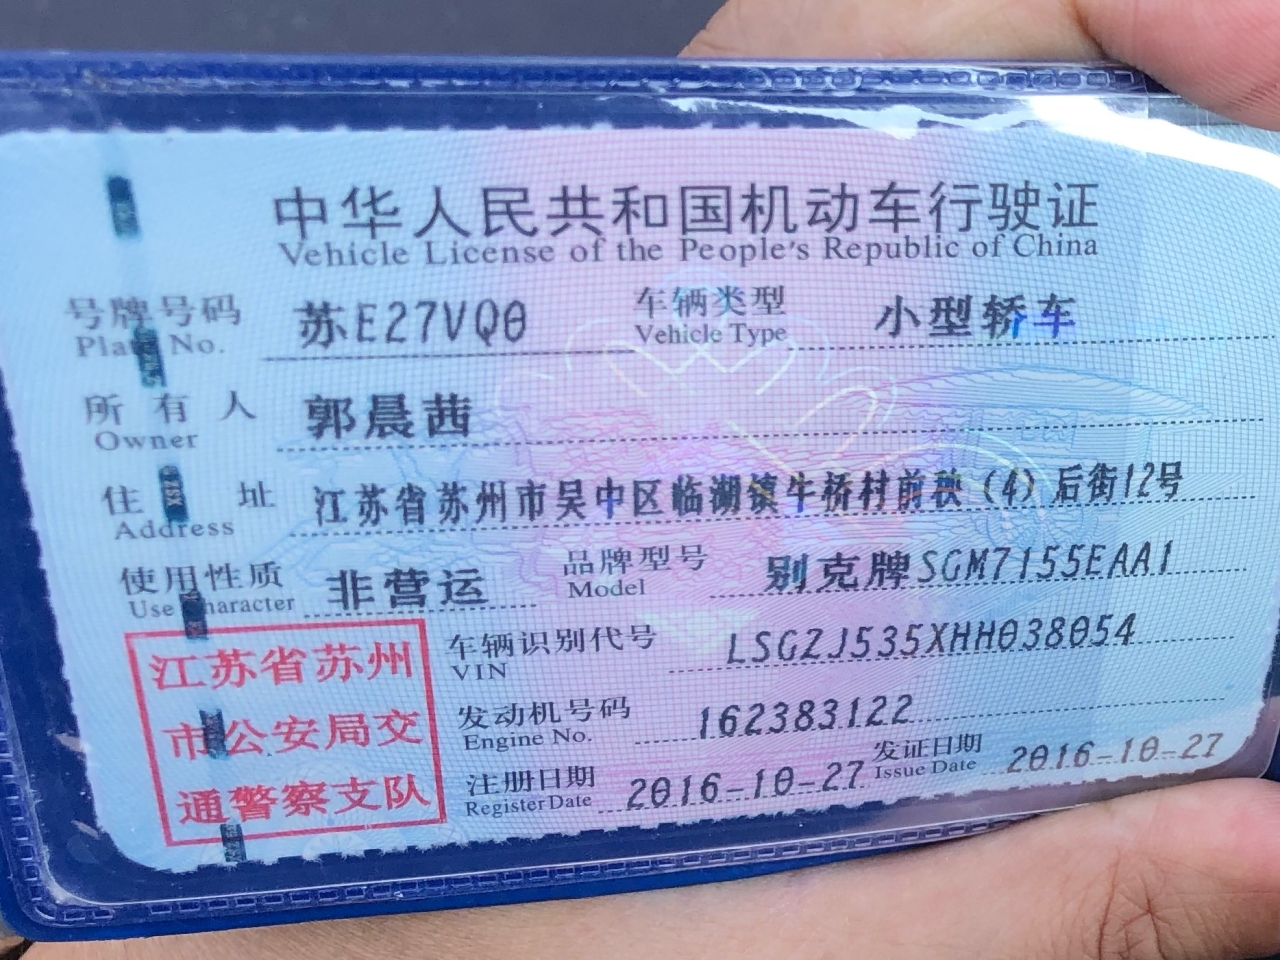 中华人民共和国机动车行驶证
Vehicle License of the People's Republic of China
号牌号码 苏E27VQ0 车辆类型 小型轿车
Plate No. Vehicle Type
所有人 郭晨茜
Owner
住址 江苏省苏州市吴中区临湖镇牛桥村前秧(4)后街12号
Address
使用性质 非营运 品牌型号 别克牌SGM7155EAA1
Use Character Model
江苏省苏州 车辆识别代号 LSGZJ535XHH038054
VIN
市公安局交 发动机号码 162383122
Engine No.
通警察支队 注册日期 2016-10-27 发证日期 2016-10-27
Register Date Issue Date